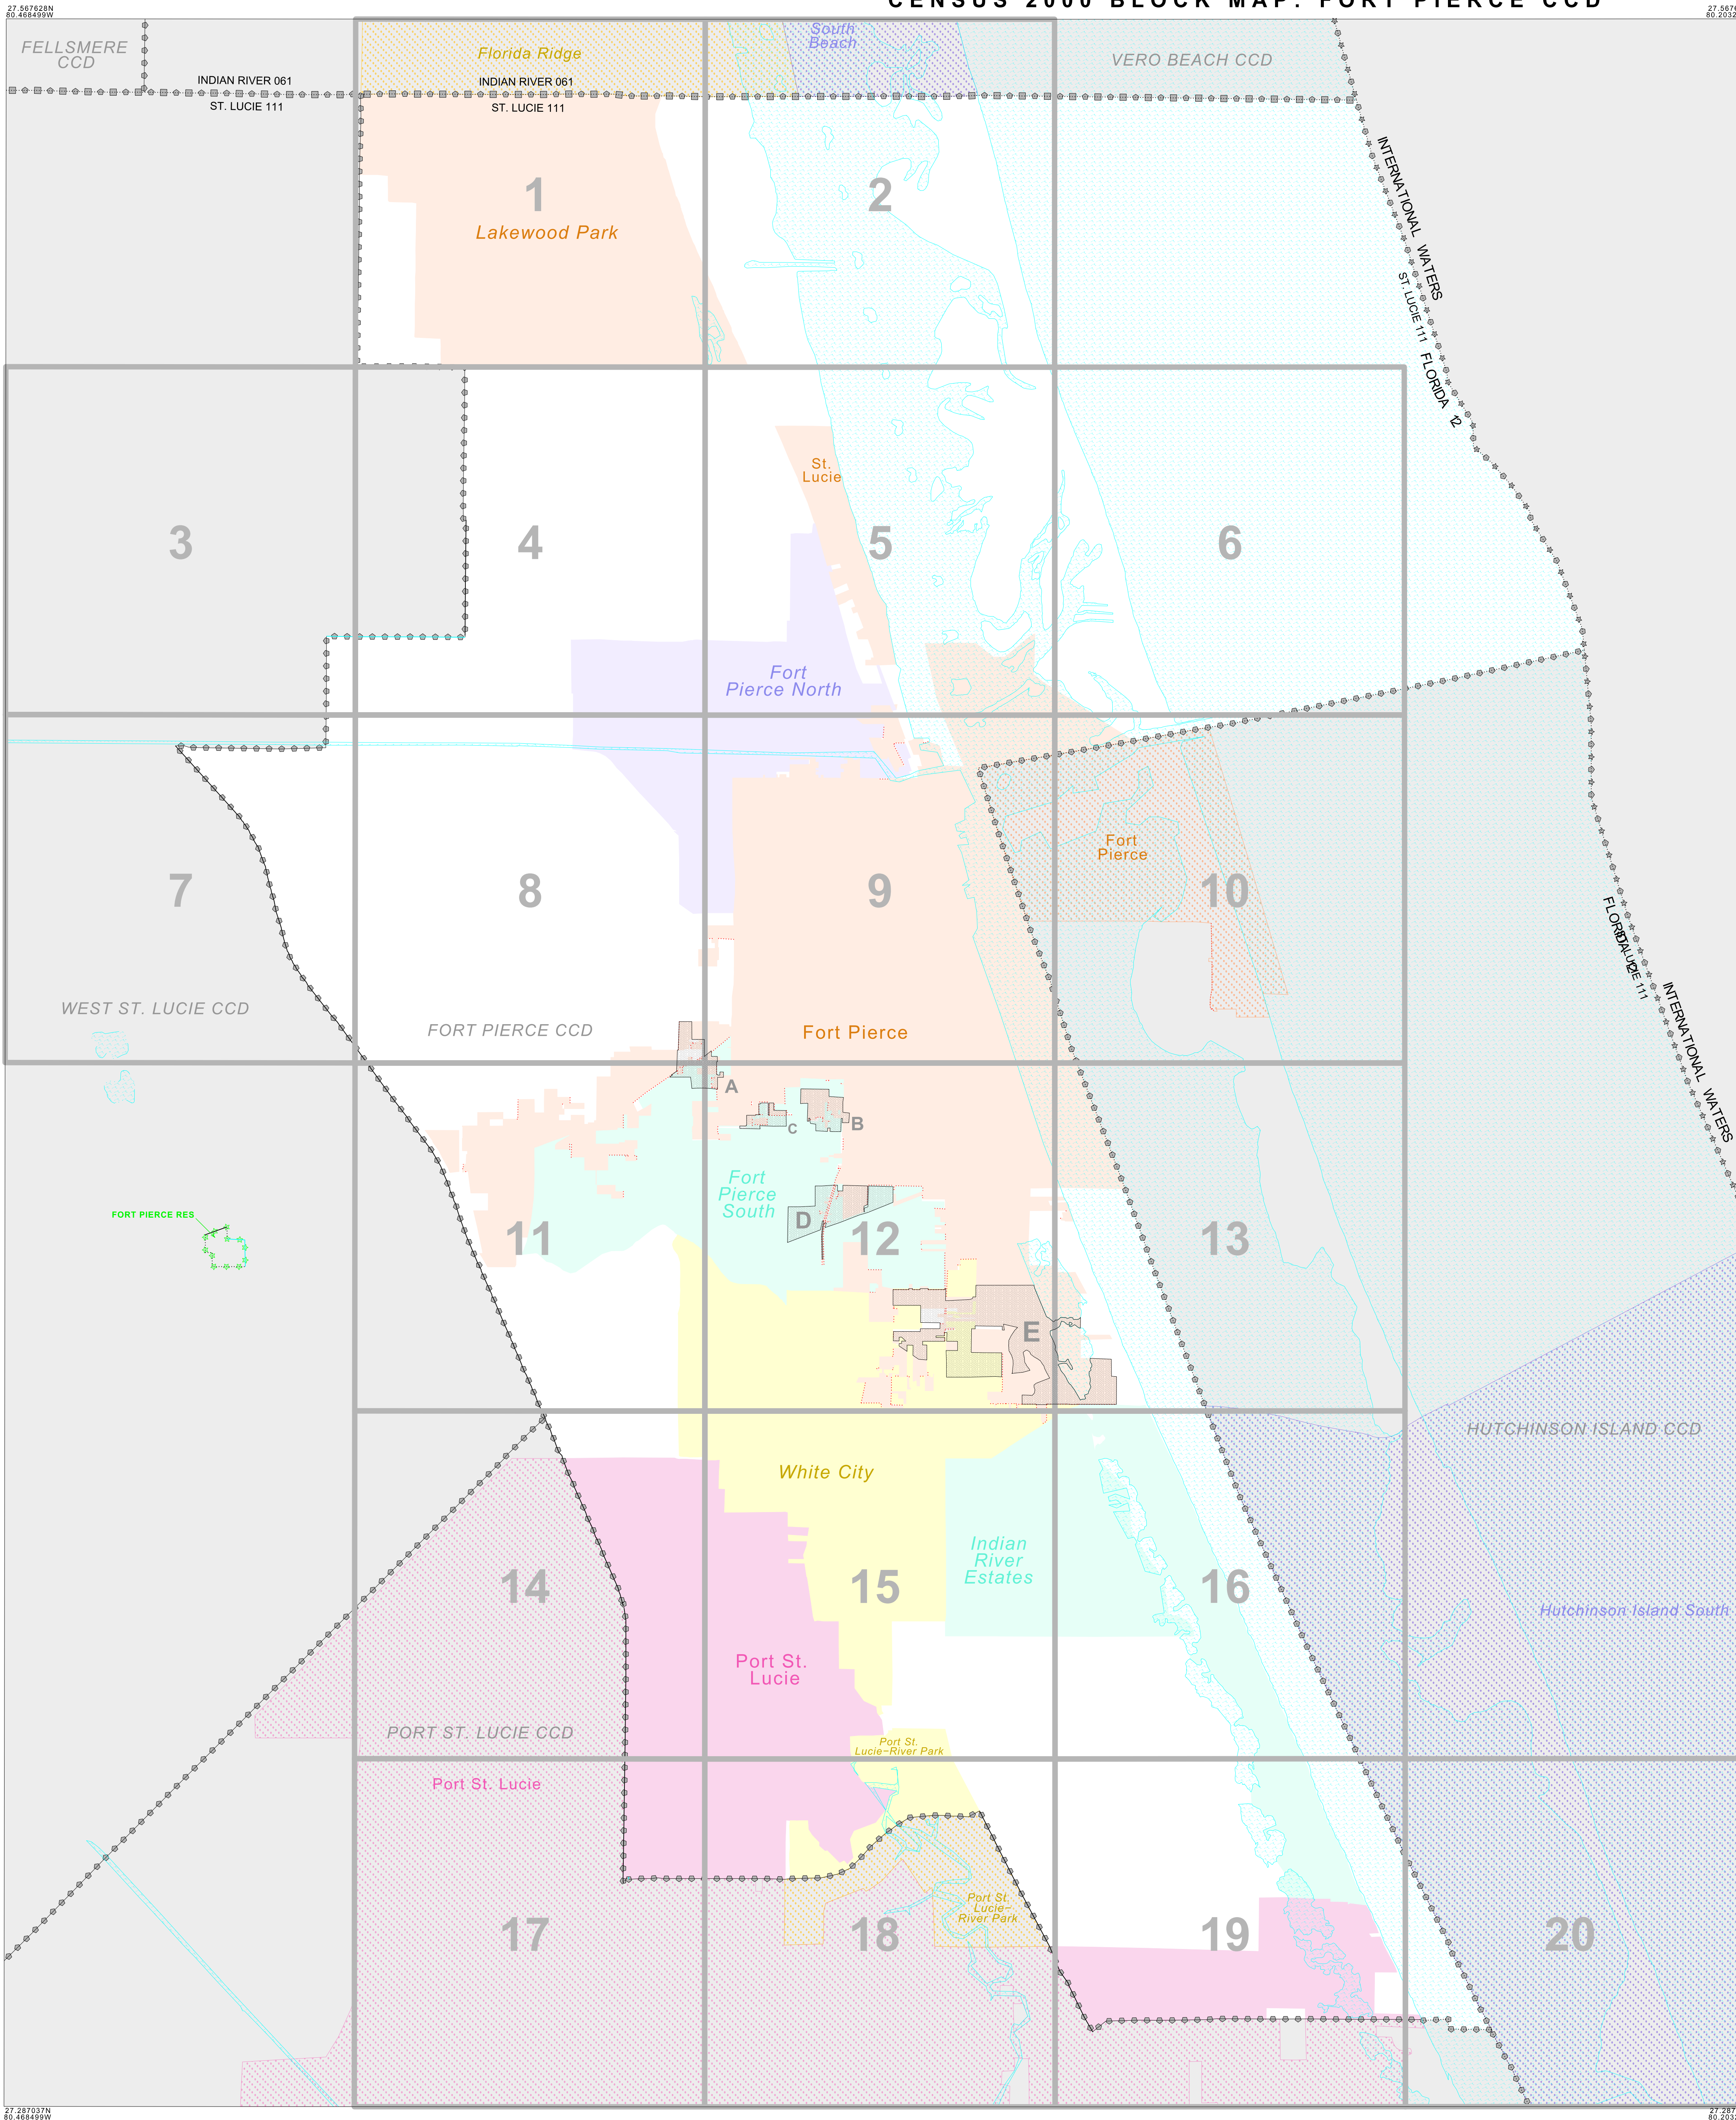 CENSUS 2000 BLOCK MAP: FORT PIERCE CCD
27.567628N
80.468499W
FELLSMERE
CCD
Florida Ridge
South
Beach
VERO BEACH CCD
INDIAN RIVER 061
ST. LUCIE 111
INDIAN RIVER 061
ST. LUCIE 111
INTERNATIONAL WATERS
ST. LUCIE 111
FLORIDA 12
1
2
Lakewood Park
St.
Lucie
3
4
5
6
Fort
Pierce North
Fort
Pierce
7
8
9
10
FLORIDA 12
ST. LUCIE 111
INTERNATIONAL WATERS
WEST ST. LUCIE CCD
FORT PIERCE CCD
Fort Pierce
A
B
C
Fort
Pierce
South
D
FORT PIERCE RES
11
12
13
E
HUTCHINSON ISLAND CCD
White City
Indian
River
Estates
14
15
16
Hutchinson Island South
Port St.
Lucie
PORT ST. LUCIE CCD
Port St.
Lucie-River Park
Port St. Lucie
Port St.
Lucie-
River Park
17
18
19
20
27.287037N
80.468499W